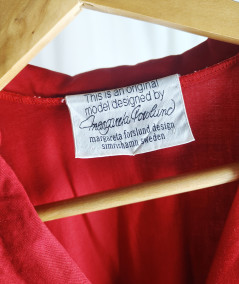 This is an original
model designed by
Margareta Forslund
margareta forslund design
simrishamn sweden